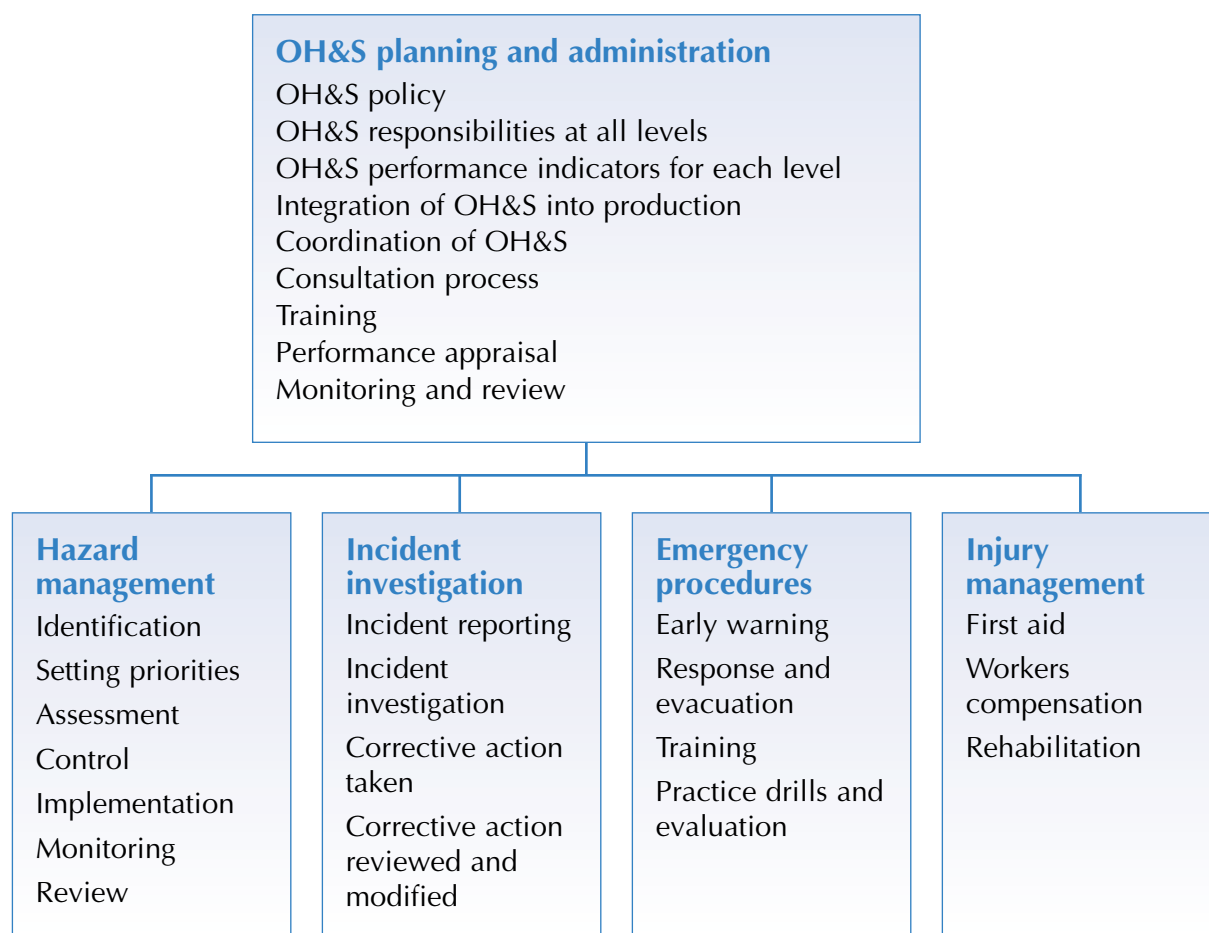 OH&S planning and administration
OH&S policy
OH&S responsibilities at all levels
OH&S performance indicators for each level
Integration of OH&S into production
Coordination of OH&S
Consultation process
Training
Performance appraisal
Monitoring and review
Hazard
management
Identification
Setting priorities
Assessment
Control
Implementation
Monitoring
Review
Incident
investigation
Incident reporting
Incident
investigation
Corrective action
taken
Corrective action
reviewed and
modified
Emergency
procedures
Early warning
Response and
evacuation
Training
Practice drills and
evaluation
Injury
management
First aid
Workers
compensation
Rehabilitation